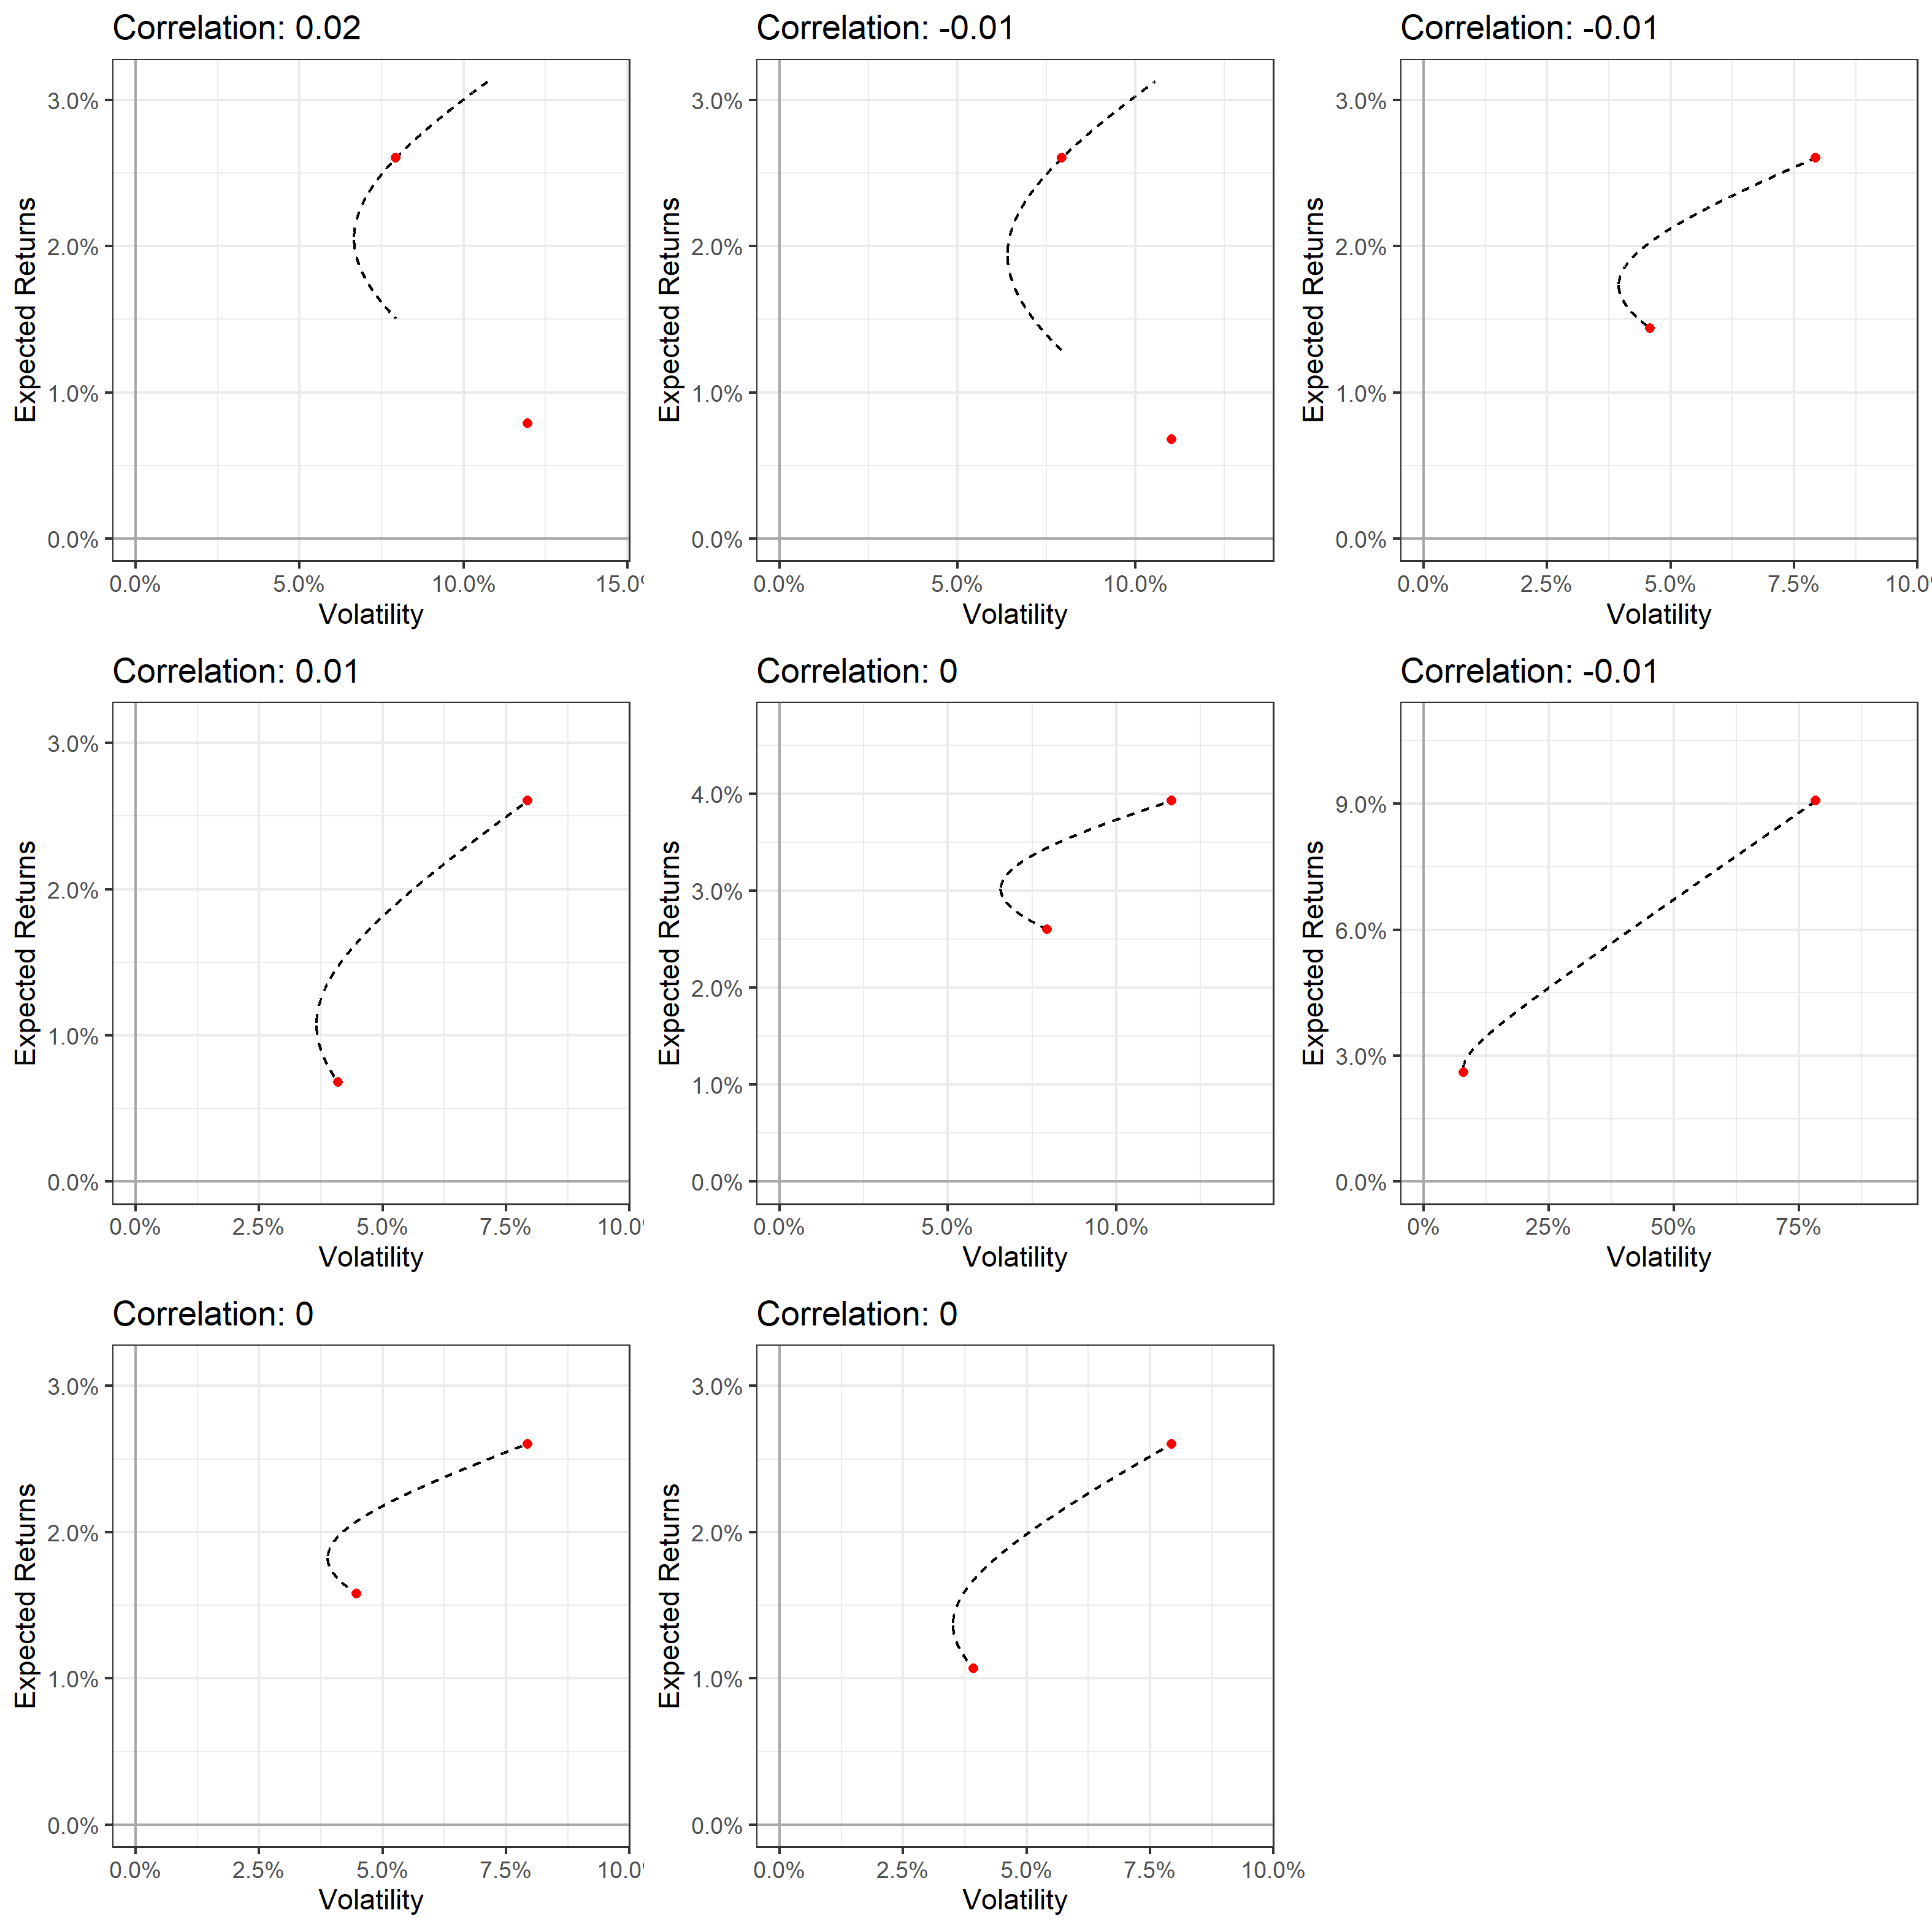 Correlation: 0.02
Expected Returns
3.0%
2.0%
1.0%
0.0%
0.0% 5.0% 10.0% 15.0
Volatility
Correlation: -0.01
Expected Returns
3.0%
2.0%
1.0%
0.0%
0.0% 5.0% 10.0%
Volatility
Correlation: -0.01
Expected Returns
3.0%
2.0%
1.0%
0.0%
0.0% 2.5% 5.0% 7.5% 10.0
Volatility
Correlation: 0.01
Expected Returns
3.0%
2.0%
1.0%
0.0%
0.0% 2.5% 5.0% 7.5% 10.0
Volatility
Correlation: 0
Expected Returns
4.0%
3.0%
2.0%
1.0%
0.0%
0.0% 5.0% 10.0%
Volatility
Correlation: -0.01
Expected Returns
9.0%
6.0%
3.0%
0.0%
0% 25% 50% 75%
Volatility
Correlation: 0
Expected Returns
3.0%
2.0%
1.0%
0.0%
0.0% 2.5% 5.0% 7.5% 10.0
Volatility
Correlation: 0
Expected Returns
3.0%
2.0%
1.0%
0.0%
0.0% 2.5% 5.0% 7.5% 10.0%
Volatility